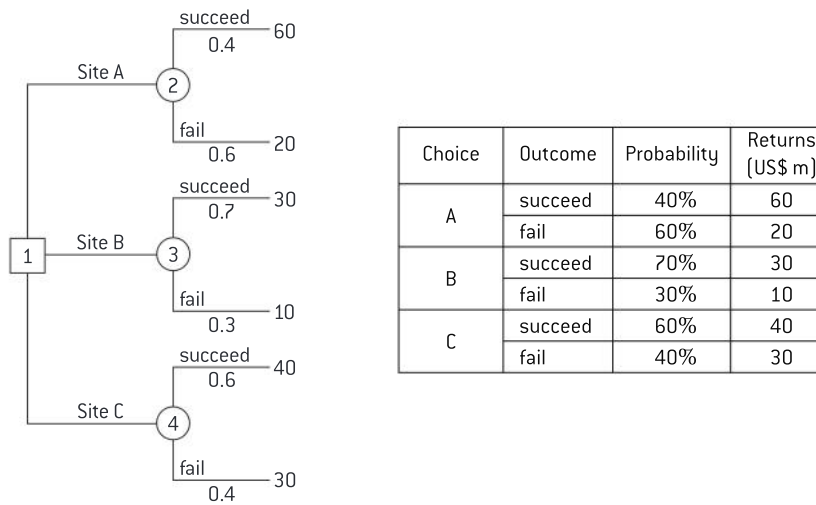 succeed
0.4
60
Site A
2
fail
0.6
20
succeed
0.7
30
1
Site B
3
fail
0.3
10
succeed
0.6
40
Site C
4
fail
0.4
30
Choice Outcome Probability Returns (US$ m)
A succeed 40% 60
fail 60% 20
B succeed 70% 30
fail 30% 10
C succeed 60% 40
fail 40% 30